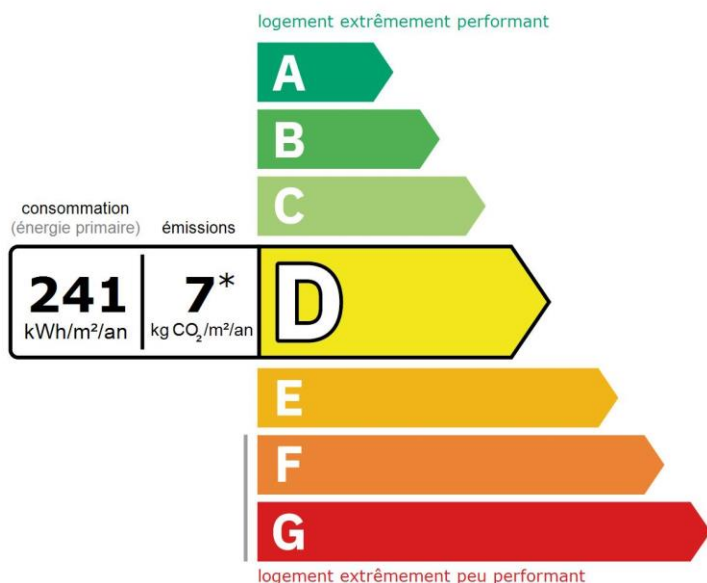 logement extrêmement performant
A
B
C
consommation
(énergie primaire)
émissions
241
kWh/m²/an
7*
kg CO₂/m²/an
D
E
F
G
logement extrêmement peu performant